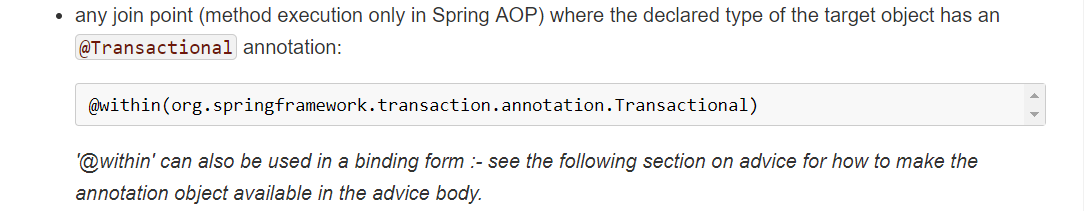 any join point (method execution only in Spring AOP) where the declared type of the target object has an
@Transactional annotation:
@within(org.springframework.transaction.annotation.Transactional)
'@within' can also be used in a binding form :- see the following section on advice for how to make the
annotation object available in the advice body.